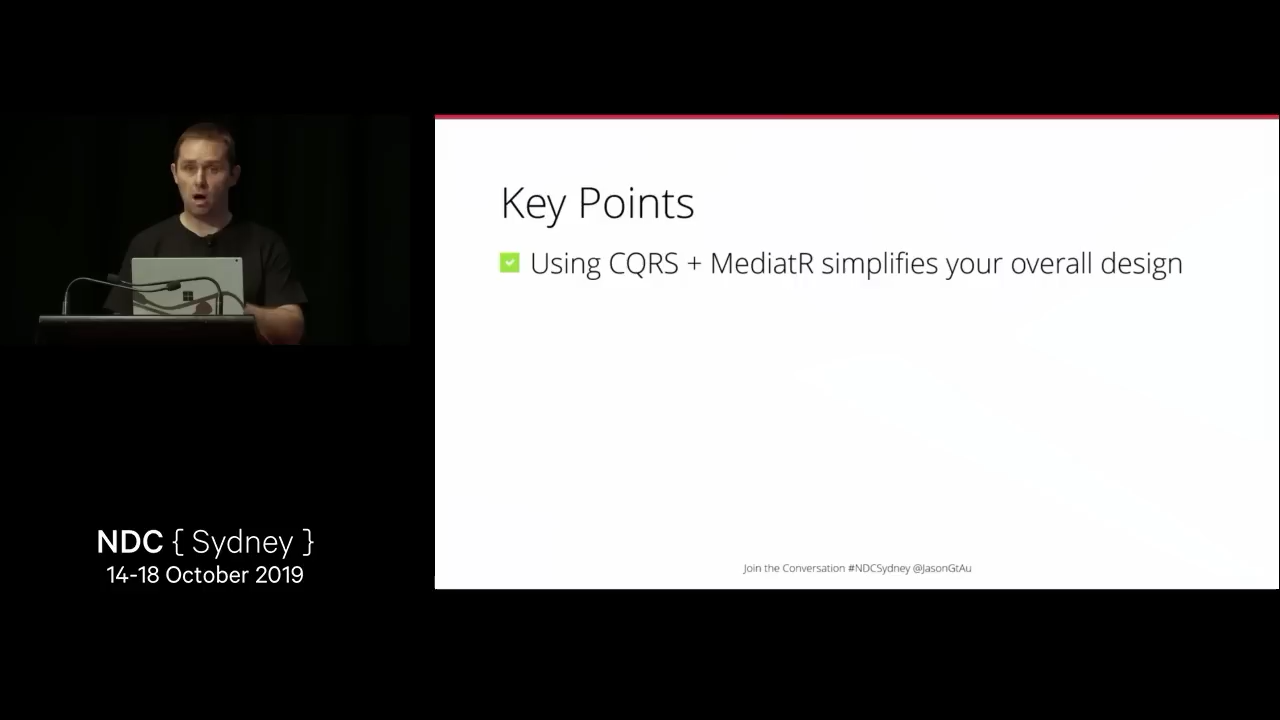 Key Points
Using CQRS + MediatR simplifies your overall design
NDC { Sydney }
14-18 October 2019
Join the Conversation #NDCSydney @JasonGtAu